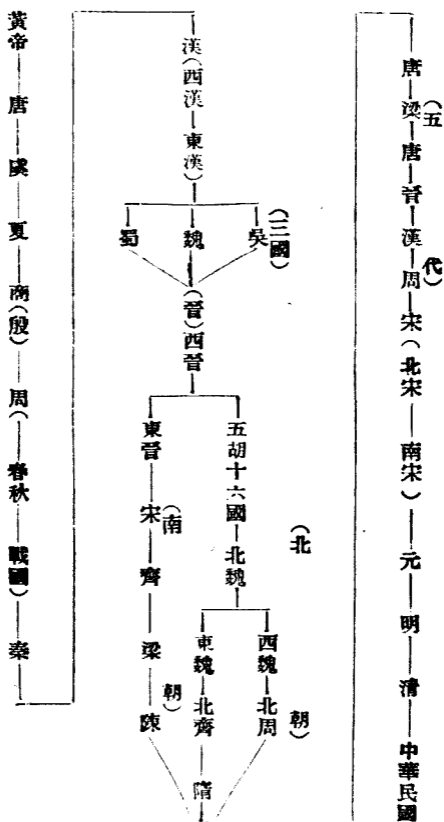 黃帝—唐—虞—夏—商(殷)—周(春秋—戰國)—秦
漢(西漢—東漢)
蜀
魏
吳
(三國)
(晉)西晉
東晉—宋—齊—梁—陳
(南朝)
五胡十六國—北魏
(北朝)
東魏—北齊
西魏—北周
隋
唐—梁—唐—晉—漢—周—宋(北宋—南宋)—元—明—清—中華民國
(五代)